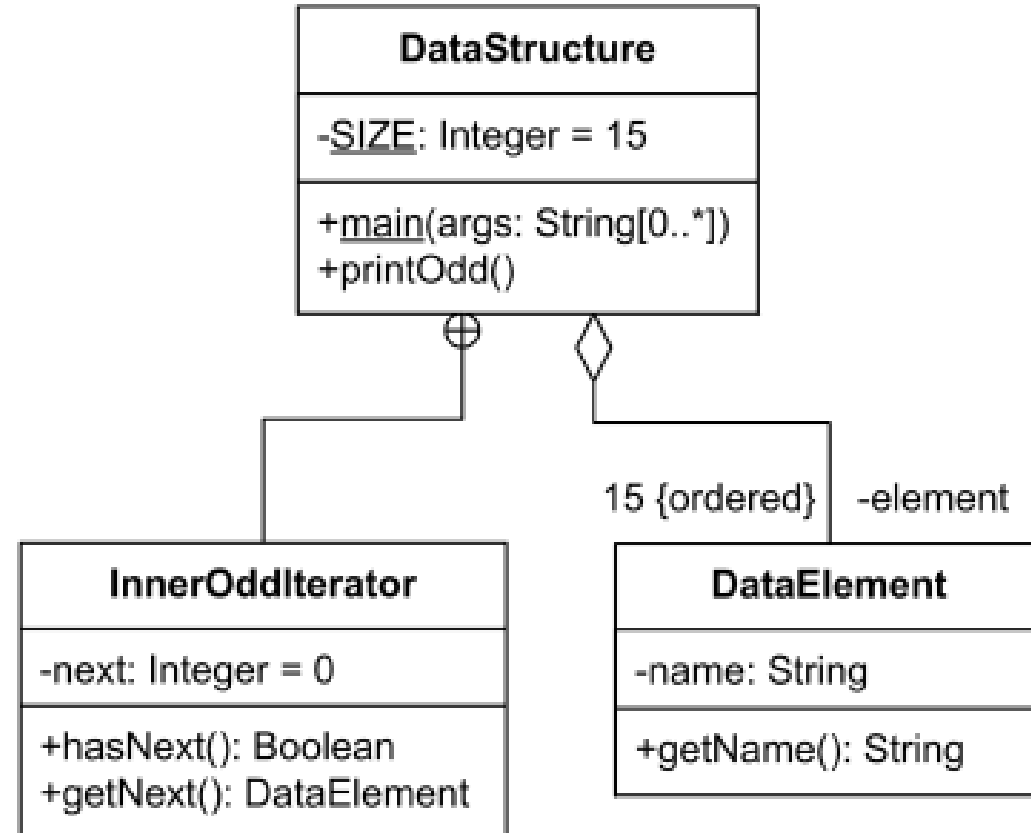 DataStructure
-SIZE: Integer = 15
+main(args: String[0..*])
+printOdd()
15 {ordered} -element
InnerOddIterator
-next: Integer = 0
+hasNext(): Boolean
+getNext(): DataElement
DataElement
-name: String
+getName(): String